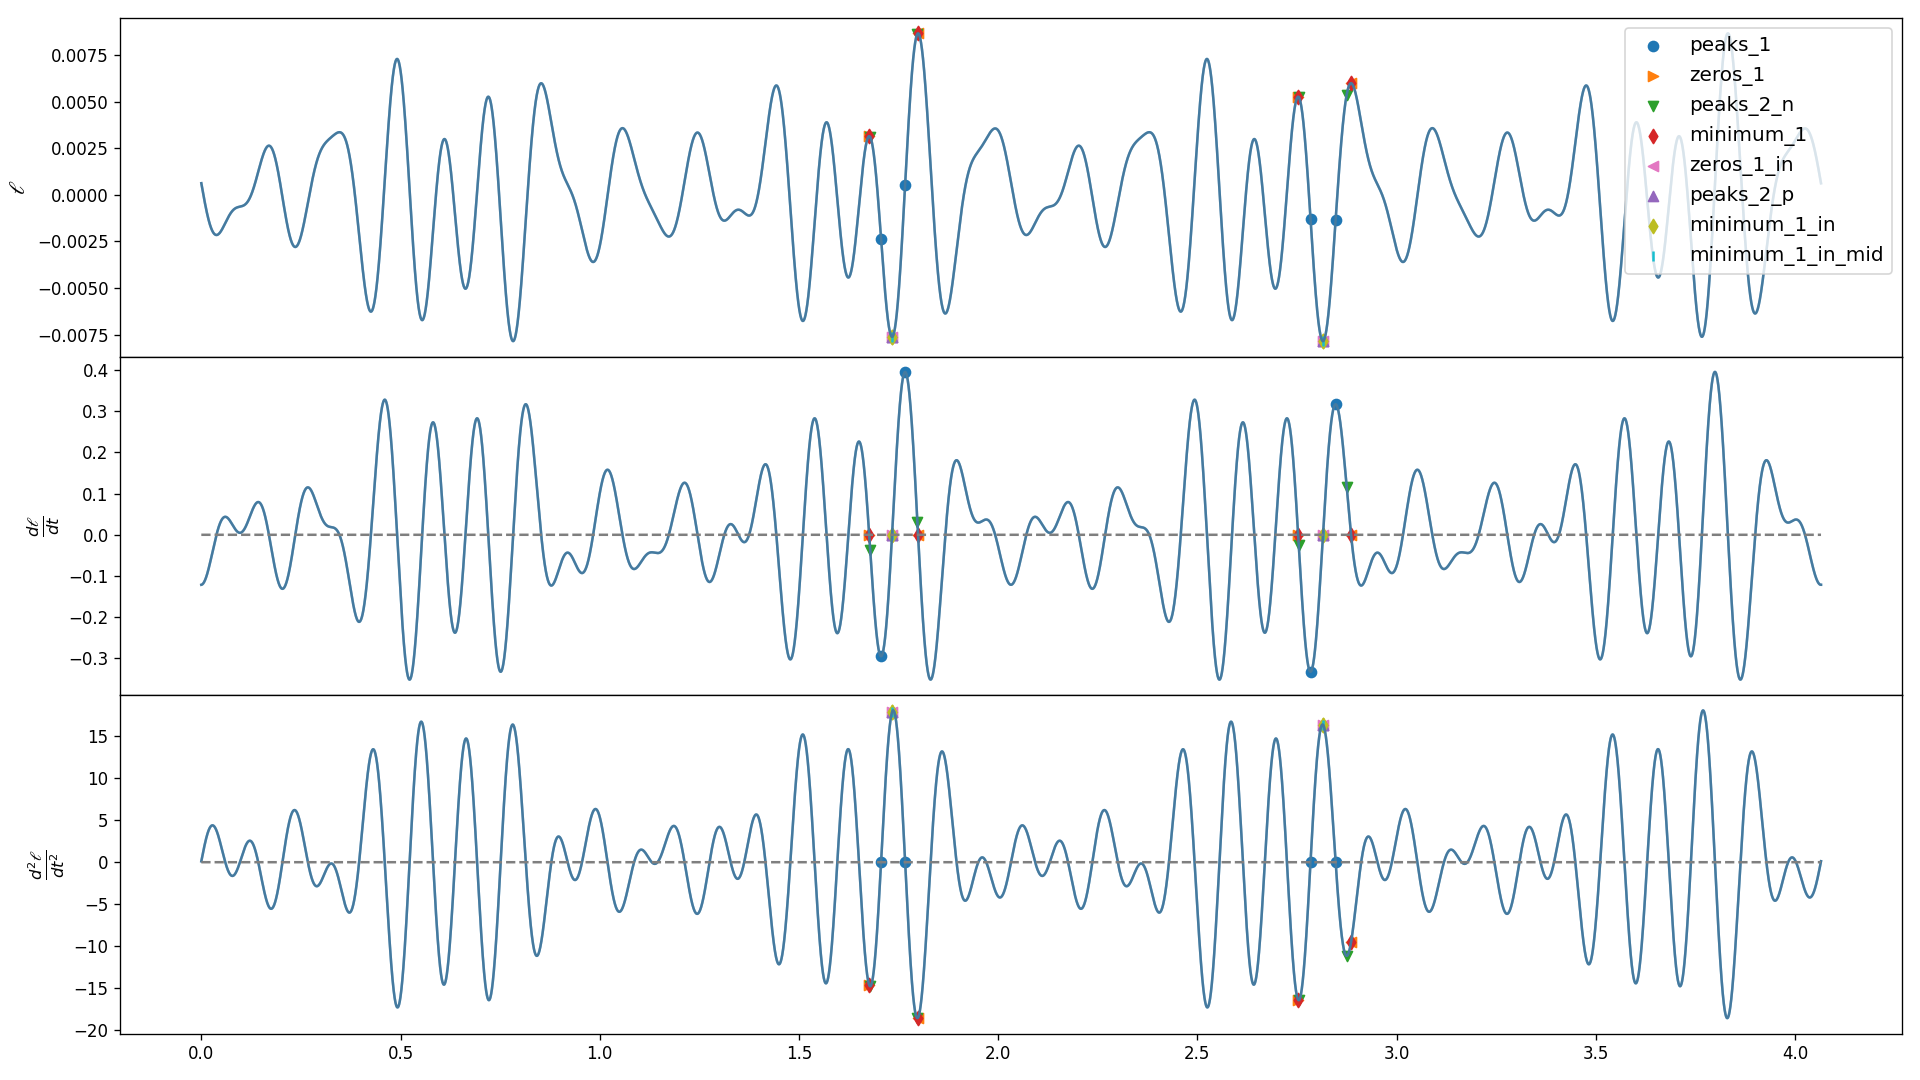 0.0075
0.0050
0.0025
0.0000
−0.0025
−0.0050
−0.0075
ℓ
peaks_1
zeros_1
peaks_2_n
minimum_1
zeros_1_in
peaks_2_p
minimum_1_in
minimum_1_in_mid
0.4
0.3
0.2
0.1
0.0
−0.1
−0.2
−0.3
dℓ
dt
15
10
5
0
−5
−10
−15
−20
d²ℓ
dt²
0.0 0.5 1.0 1.5 2.0 2.5 3.0 3.5 4.0